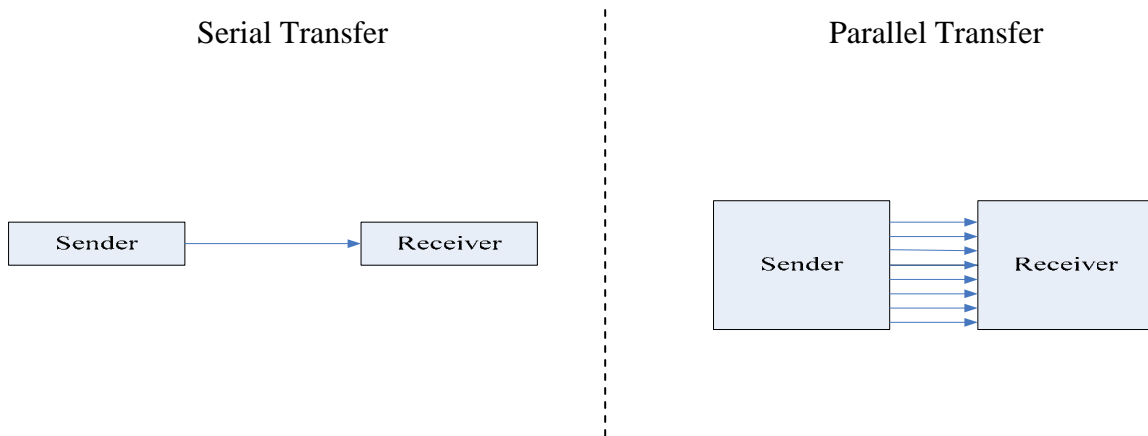 Serial Transfer
Parallel Transfer
Sender
Receiver
Sender
Receiver